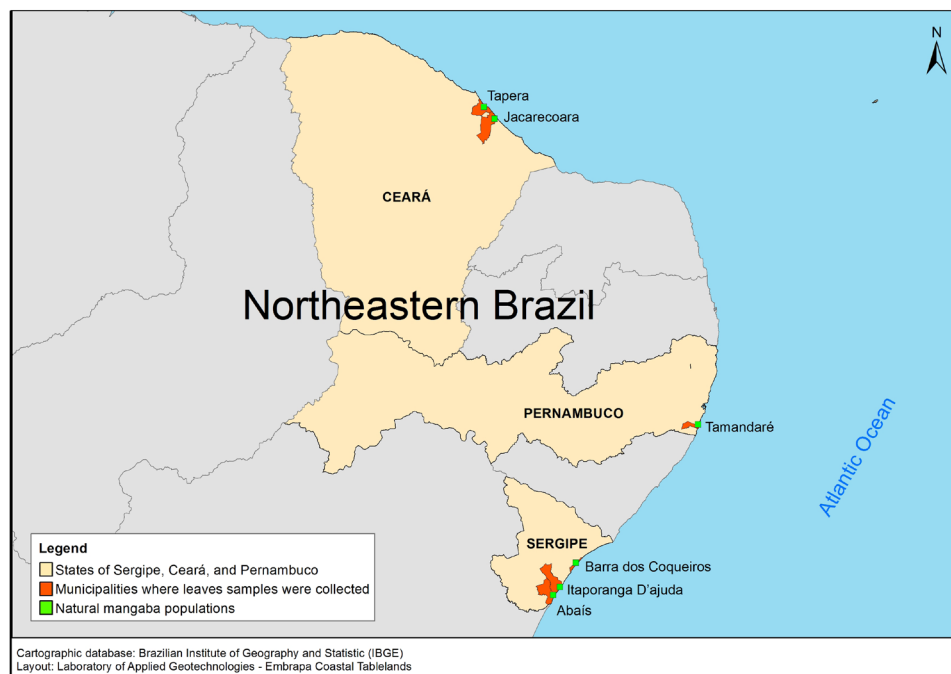 N
Tapera
Jacarecoara
CEARÁ
Northeastern Brazil
PERNAMBUCO
Tamandaré
Atlantic Ocean
SERGIPE
Barra dos Coqueiros
Itaporanga D'ajuda
Abaís
Legend
States of Sergipe, Ceará, and Pernambuco
Municipalities where leaves samples were collected
Natural mangaba populations
Cartographic database: Brazilian Institute of Geography and Statistic (IBGE)
Layout: Laboratory of Applied Geotechnologies - Embrapa Coastal Tablelands